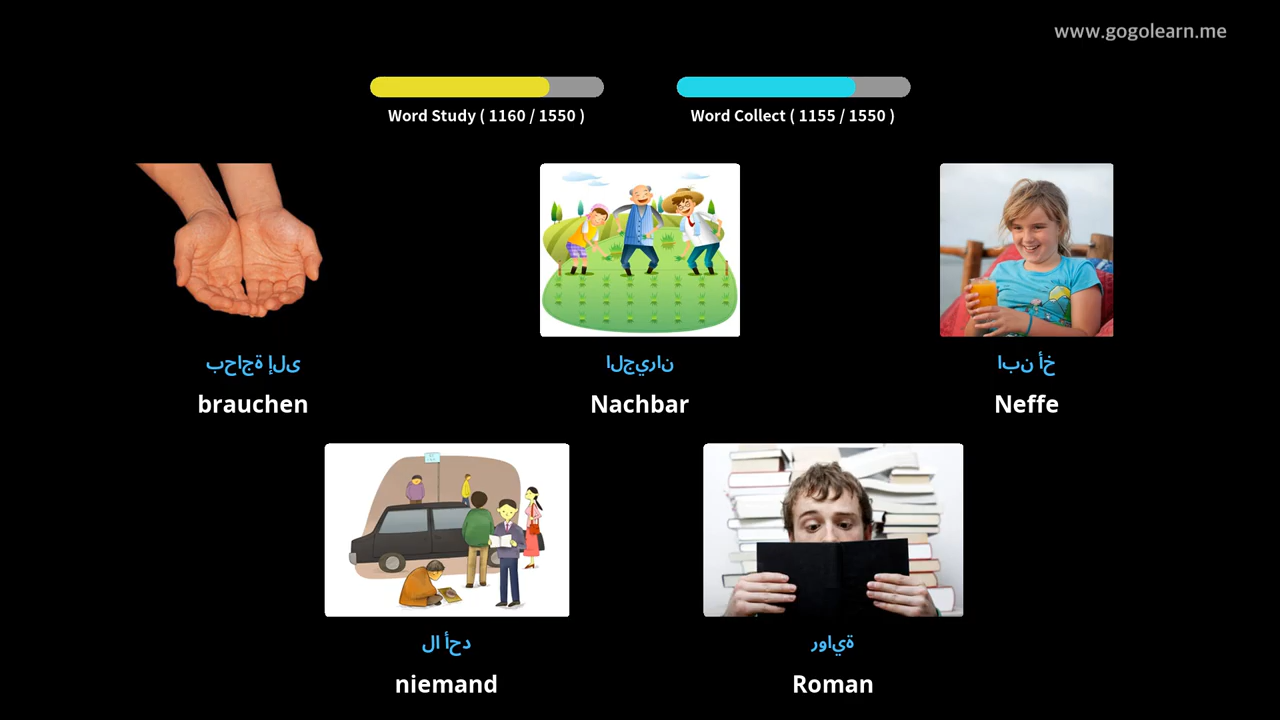 www.gogolearn.me
Word Study ( 1160 / 1550 )
Word Collect ( 1155 / 1550 )
بحاجة إلى
brauchen
الجيران
Nachbar
ابن أخ
Neffe
لا أحد
niemand
رواية
Roman